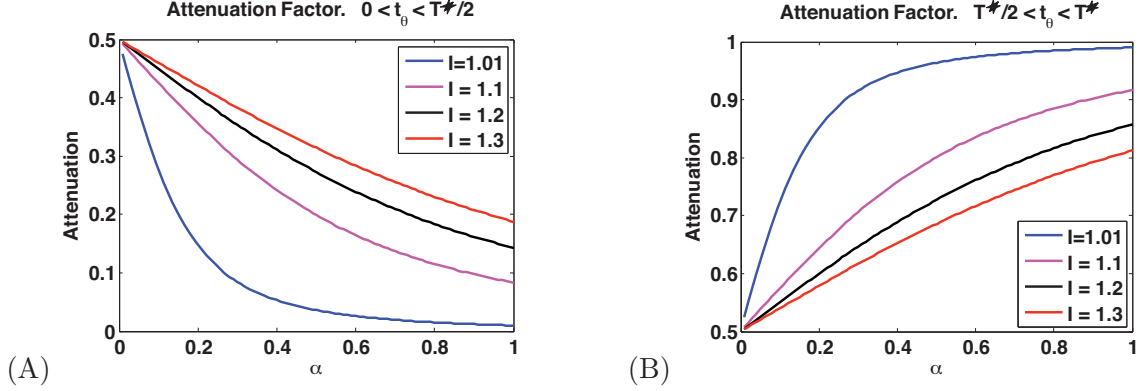 Attenuation Factor. 0 < t_θ < T*/2
0.5
0.4
0.3
0.2
0.1
0
Attenuation
I=1.01
I = 1.1
I = 1.2
I = 1.3
0 0.2 0.4 0.6 0.8 1
α
(A)
Attenuation Factor. T*/2 < t_θ < T*
1
0.9
0.8
0.7
0.6
0.5
Attenuation
I=1.01
I = 1.1
I = 1.2
I = 1.3
0 0.2 0.4 0.6 0.8 1
α
(B)